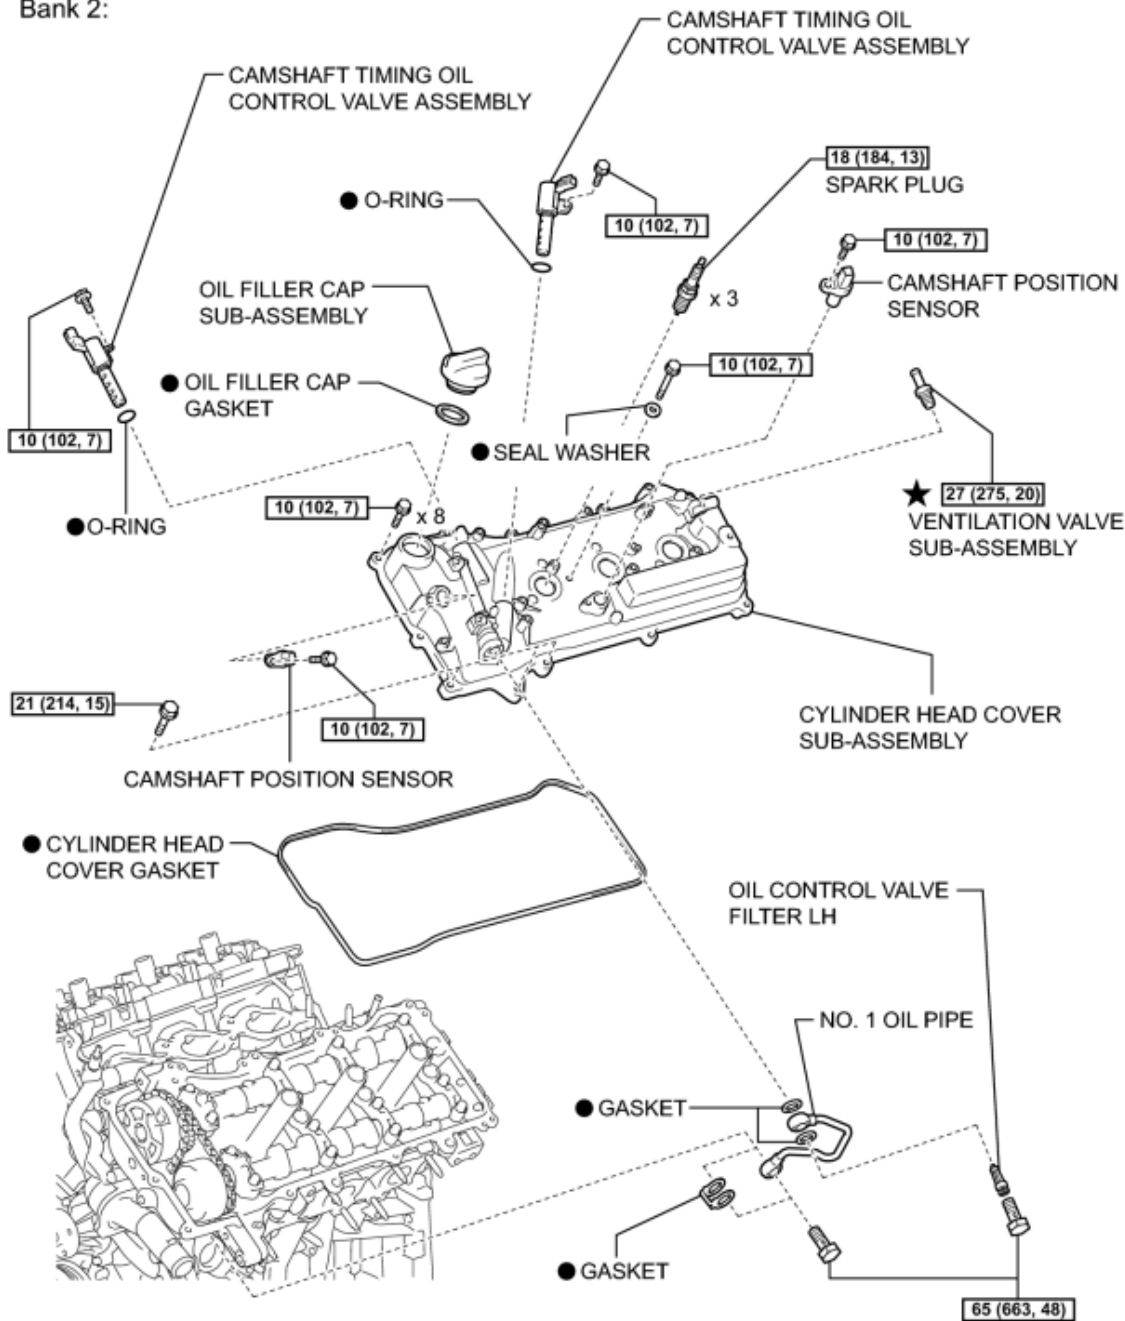 Bank 2:
CAMSHAFT TIMING OIL
CONTROL VALVE ASSEMBLY
CAMSHAFT TIMING OIL
CONTROL VALVE ASSEMBLY
18 (184, 13)
SPARK PLUG
O-RING
10 (102, 7)
10 (102, 7)
CAMSHAFT POSITION
SENSOR
OIL FILLER CAP
SUB-ASSEMBLY
x 3
10 (102, 7)
OIL FILLER CAP
GASKET
10 (102, 7)
SEAL WASHER
27 (275, 20)
VENTILATION VALVE
SUB-ASSEMBLY
10 (102, 7)
x 8
O-RING
21 (214, 15)
10 (102, 7)
CYLINDER HEAD COVER
SUB-ASSEMBLY
CAMSHAFT POSITION SENSOR
CYLINDER HEAD
COVER GASKET
OIL CONTROL VALVE
FILTER LH
NO. 1 OIL PIPE
GASKET
GASKET
65 (663, 48)